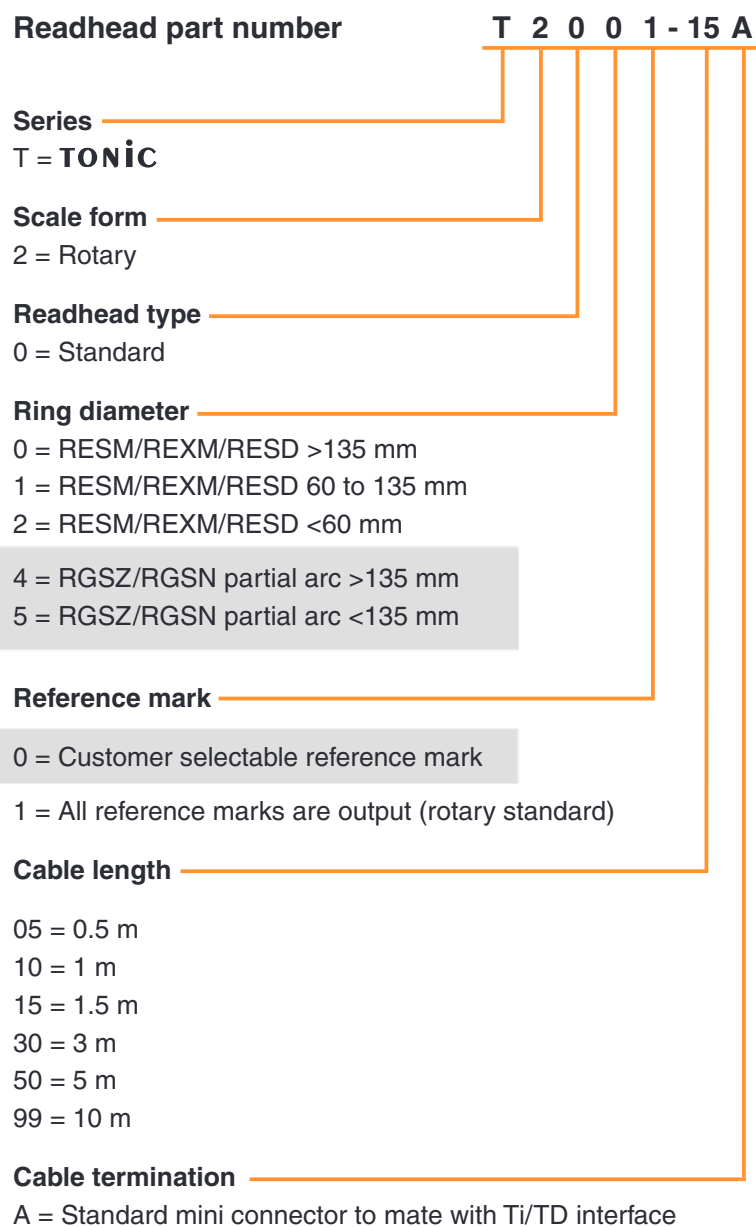 Readhead part number T 2 0 0 1 - 15 A
Series
T = TONiC
Scale form
2 = Rotary
Readhead type
0 = Standard
Ring diameter
0 = RESM/REXM/RESD >135 mm
1 = RESM/REXM/RESD 60 to 135 mm
2 = RESM/REXM/RESD <60 mm
4 = RGSZ/RGSN partial arc >135 mm
5 = RGSZ/RGSN partial arc <135 mm
Reference mark
0 = Customer selectable reference mark
1 = All reference marks are output (rotary standard)
Cable length
05 = 0.5 m
10 = 1 m
15 = 1.5 m
30 = 3 m
50 = 5 m
99 = 10 m
Cable termination
A = Standard mini connector to mate with Ti/TD interface